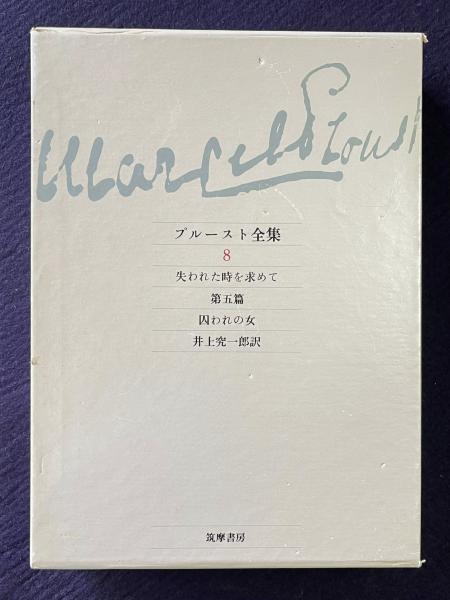 Marcel Proust
プルースト全集
8
失われた時を求めて
第五篇
囚われの女
井上究一郎訳
筑摩書房